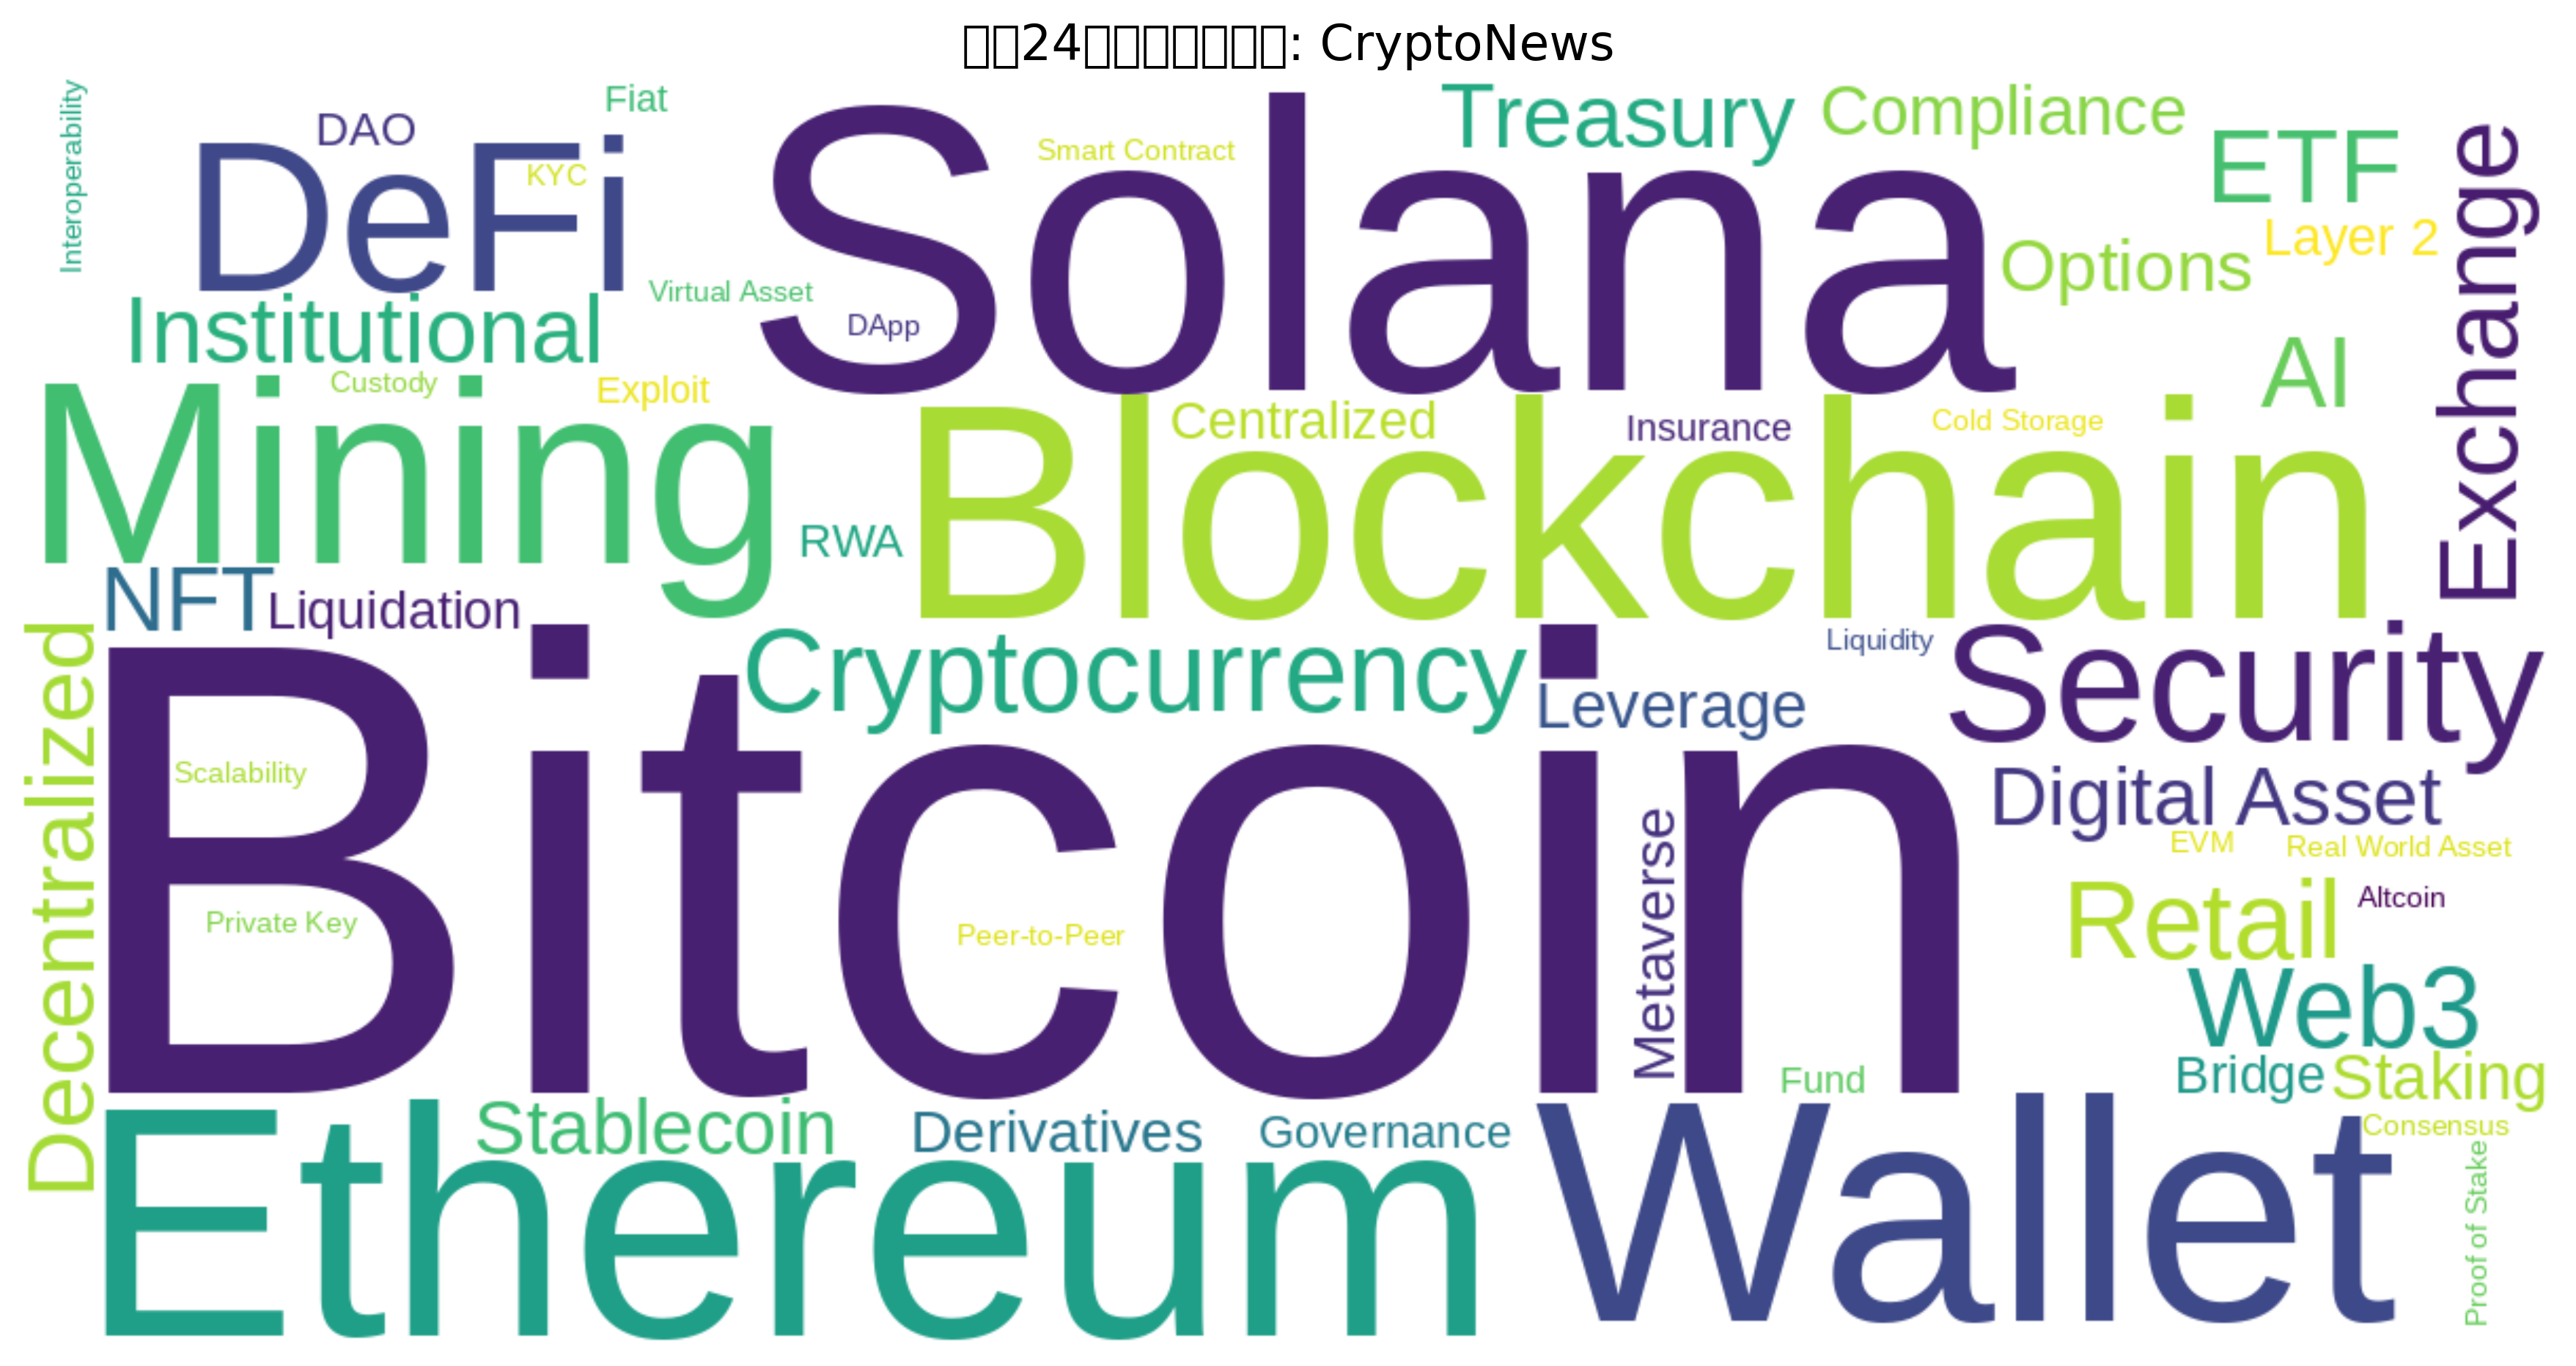 24: CryptoNews
Interoperability
DAO
Fiat
DeFi
KYC
Solana
Smart Contract
Treasury
Compliance
ETF
Layer 2
Options
Exchange
Virtual Asset
DApp
Institutional
AI
Mining
Custody
Exploit
Blockchain
Centralized
Insurance
Cold Storage
RWA
NFT
Liquidation
Cryptocurrency
Liquidity
Security
Leverage
Decentralized
Bitcoin
Scalability
Private Key
Peer-to-Peer
Metaverse
Digital Asset
EVM
Real World Asset
Retail
Altcoin
Web3
Bridge
Staking
Fund
Consensus
Ethereum
Stablecoin
Derivatives
Governance
Wallet
Proof of Stake